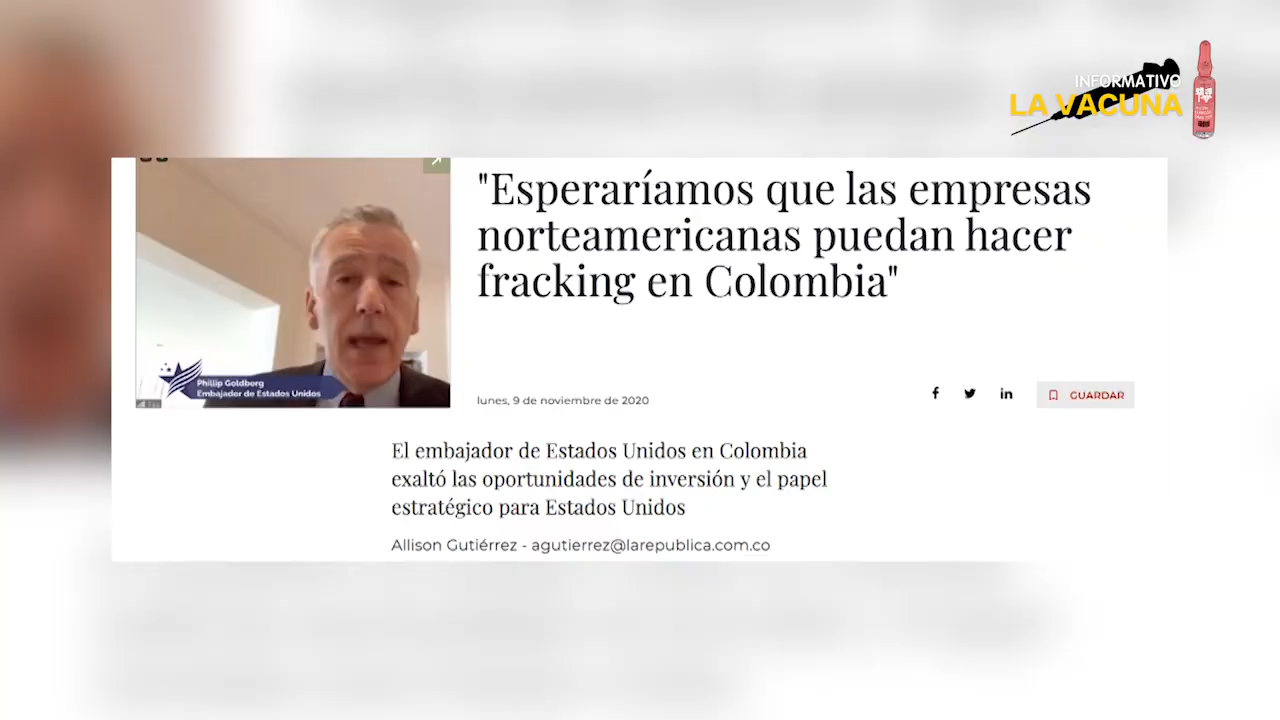 INFORMATIVO
LA VACUNA
"Esperaríamos que las empresas
norteamericanas puedan hacer
fracking en Colombia"
Phillip Goldberg
Embajador de Estados Unidos
lunes, 9 de noviembre de 2020
GUARDAR
El embajador de Estados Unidos en Colombia
exaltó las oportunidades de inversión y el papel
estratégico para Estados Unidos
Allison Gutiérrez - agutierrez@larepublica.com.co